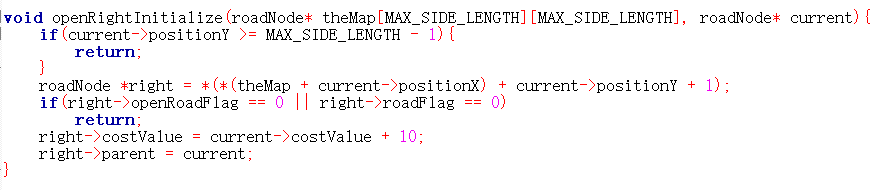 void openRightInitialize(roadNode* theMap[MAX_SIDE_LENGTH][MAX_SIDE_LENGTH], roadNode* current){
    if(current->positionY >= MAX_SIDE_LENGTH - 1){
        return;
    }
    roadNode *right = *(*(theMap + current->positionX) + current->positionY + 1);
    if(right->openRoadFlag == 0 || right->roadFlag == 0)
        return;
    right->costValue = current->costValue + 10;
    right->parent = current;
}